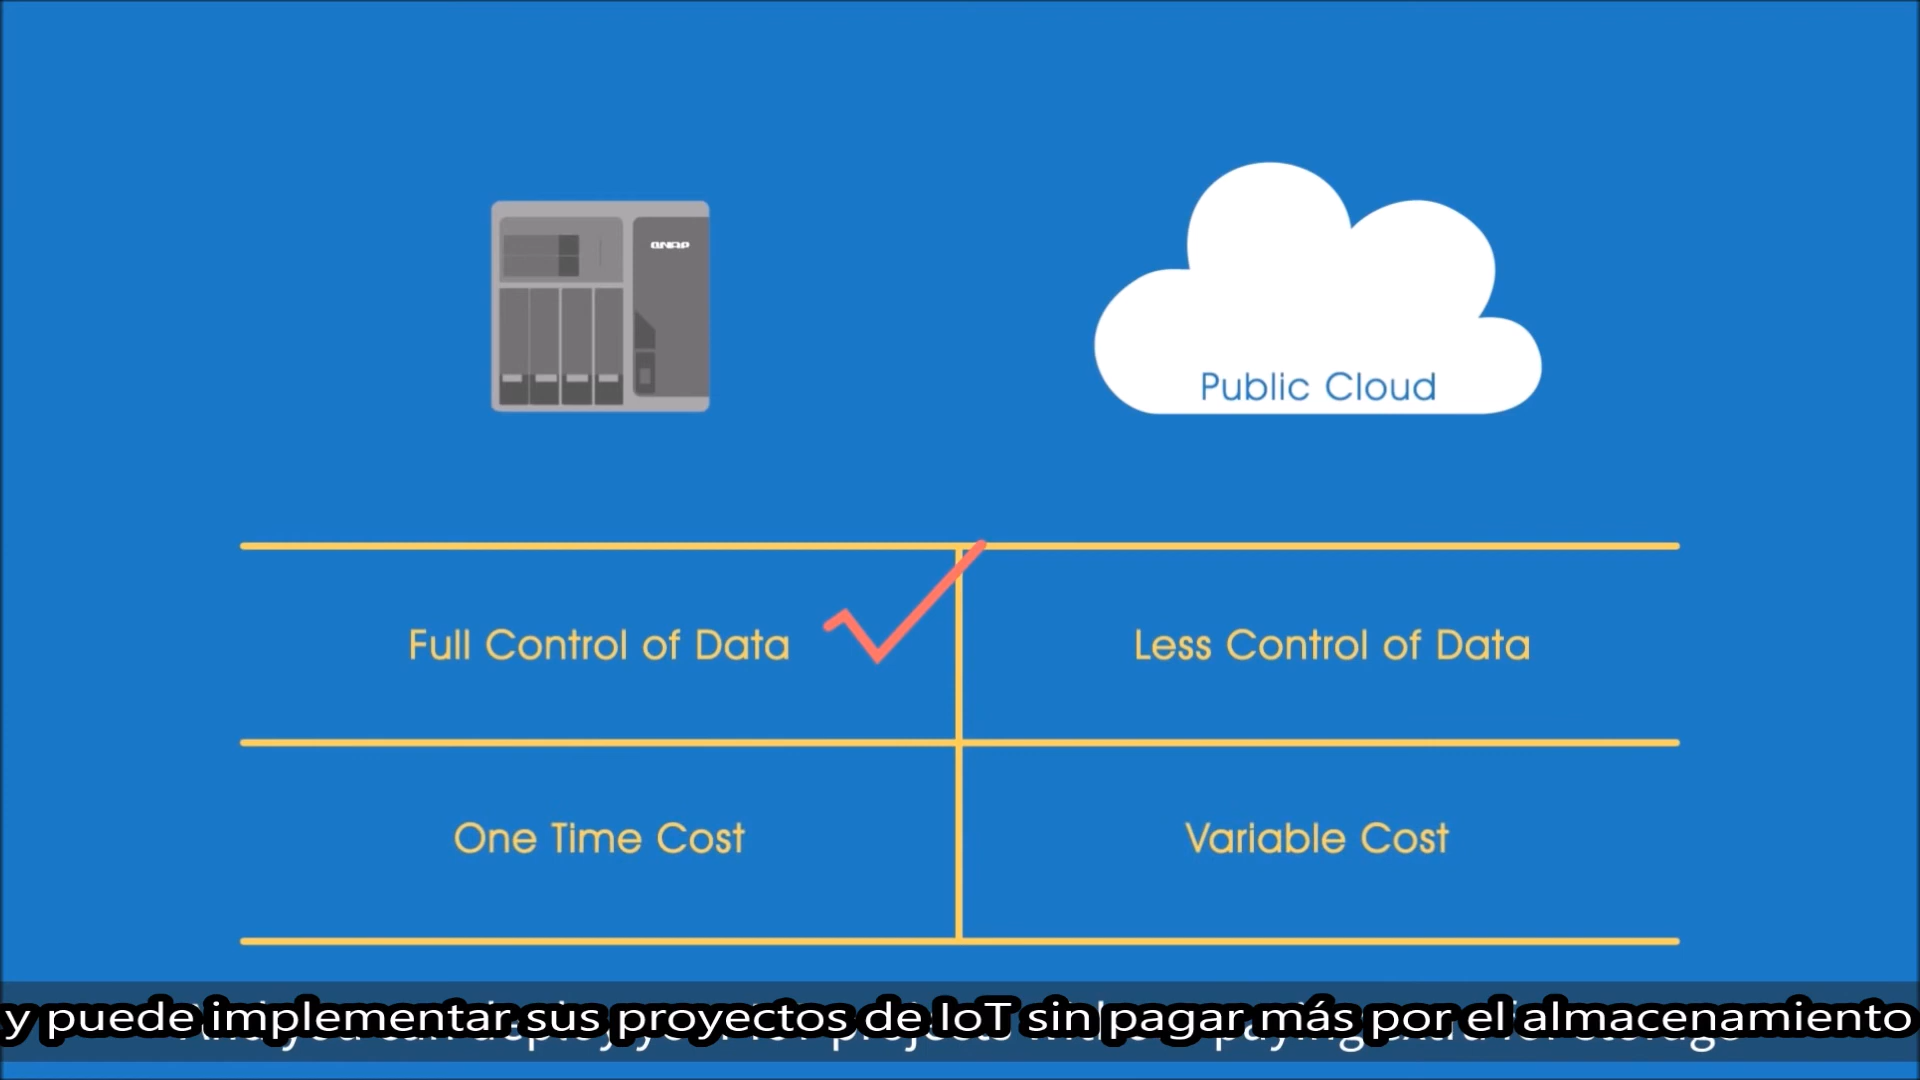 QNAP
Public Cloud
Full Control of Data
Less Control of Data
One Time Cost
Variable Cost
y puede implementar sus proyectos de IoT sin pagar más por el almacenamiento